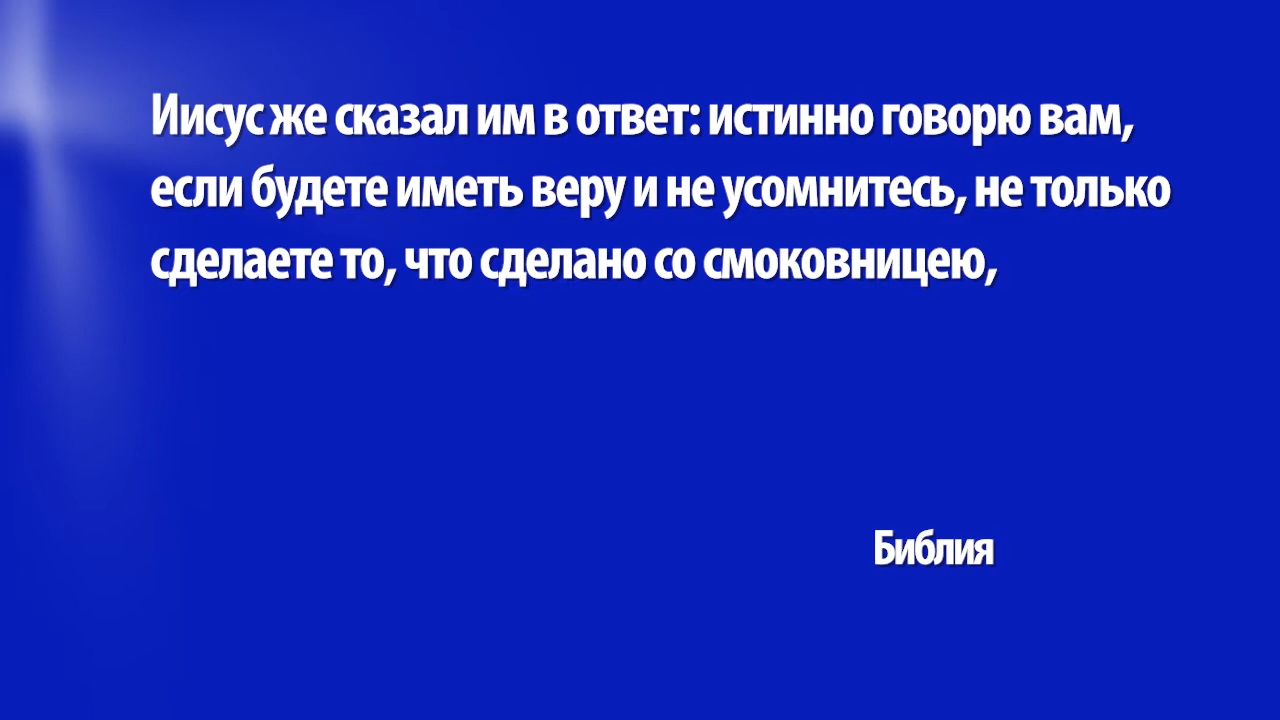 Иисус же сказал им в ответ: истинно говорю вам,
если будете иметь веру и не усомнитесь, не только
сделаете то, что сделано со смоковницею,
Библия